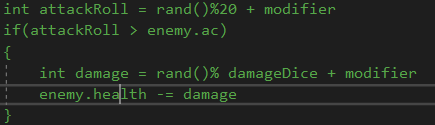 int attackRoll = rand()%20 + modifier
if(attackRoll > enemy.ac)
{
    int damage = rand()% damageDice + modifier
    enemy.health -= damage
}